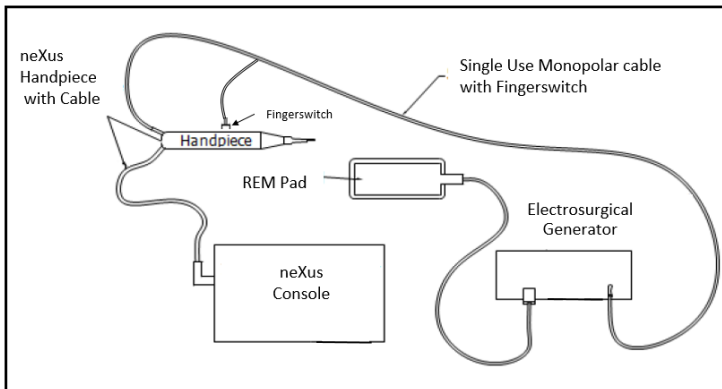 neXus
Handpiece
with Cable
Single Use Monopolar cable
with Fingerswitch
Fingerswitch
Handpiece
REM Pad
Electrosurgical
Generator
neXus
Console